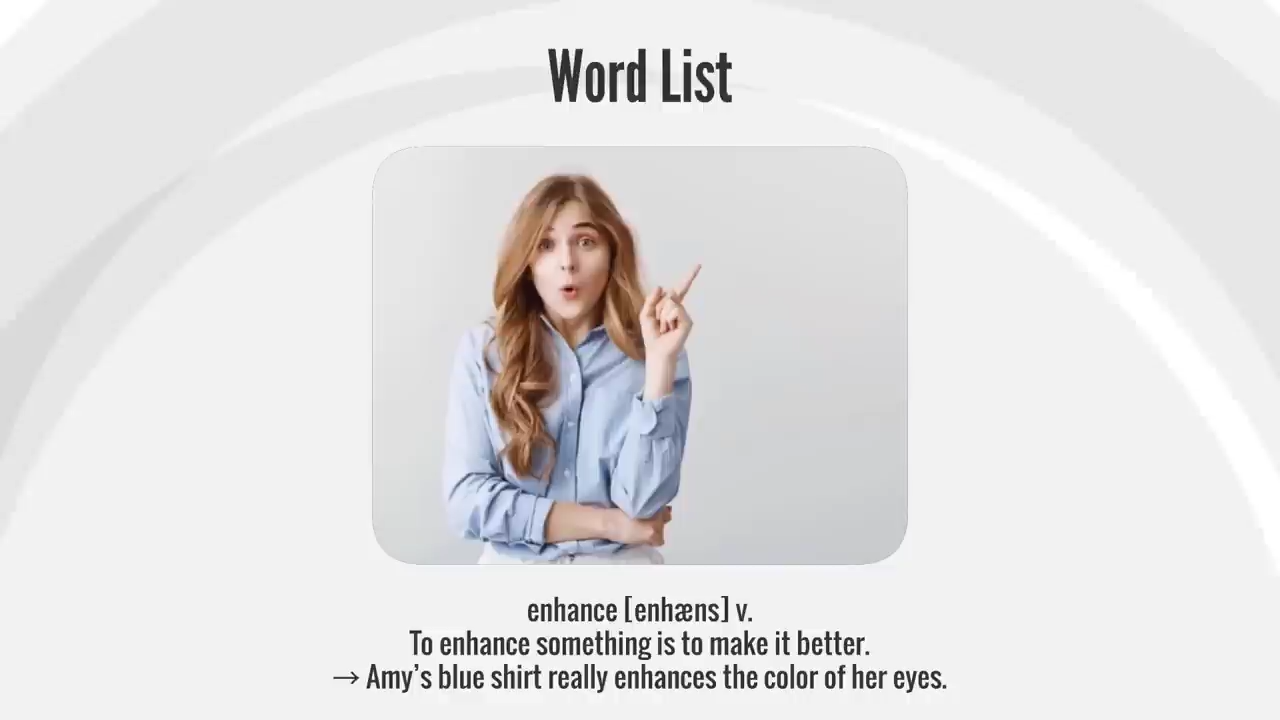 Word List
enhance [enhæns] v.
To enhance something is to make it better.
→ Amy’s blue shirt really enhances the color of her eyes.